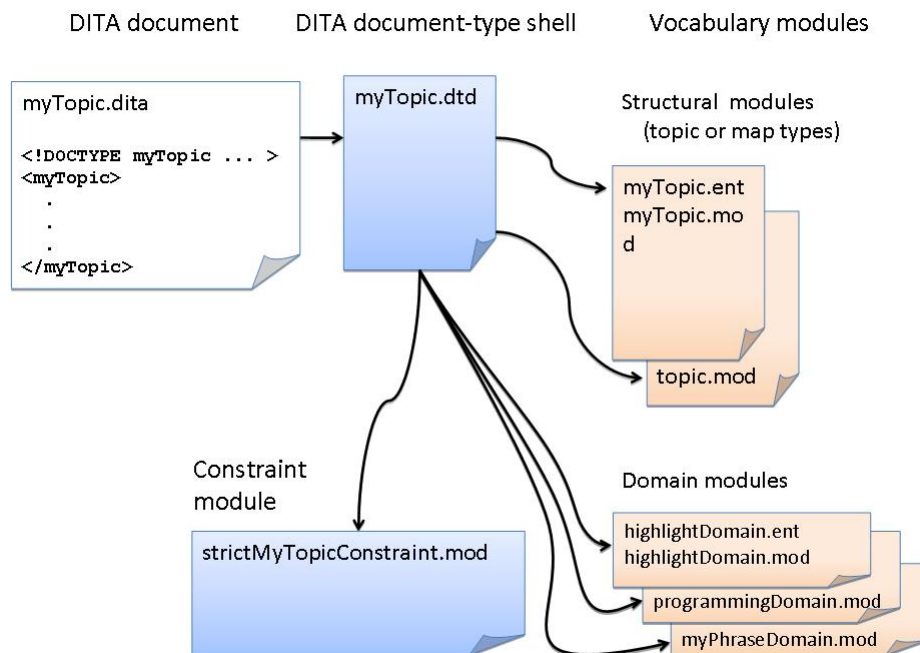 DITA document
DITA document-type shell
Vocabulary modules
myTopic.dita
<!DOCTYPE myTopic ... >
<myTopic>
.
.
.
</myTopic>
myTopic.dtd
Structural modules
(topic or map types)
myTopic.ent
myTopic.mo
d
topic.mod
Constraint
module
strictMyTopicConstraint.mod
Domain modules
highlightDomain.ent
highlightDomain.mod
programmingDomain.mod
myPhraseDomain.mod